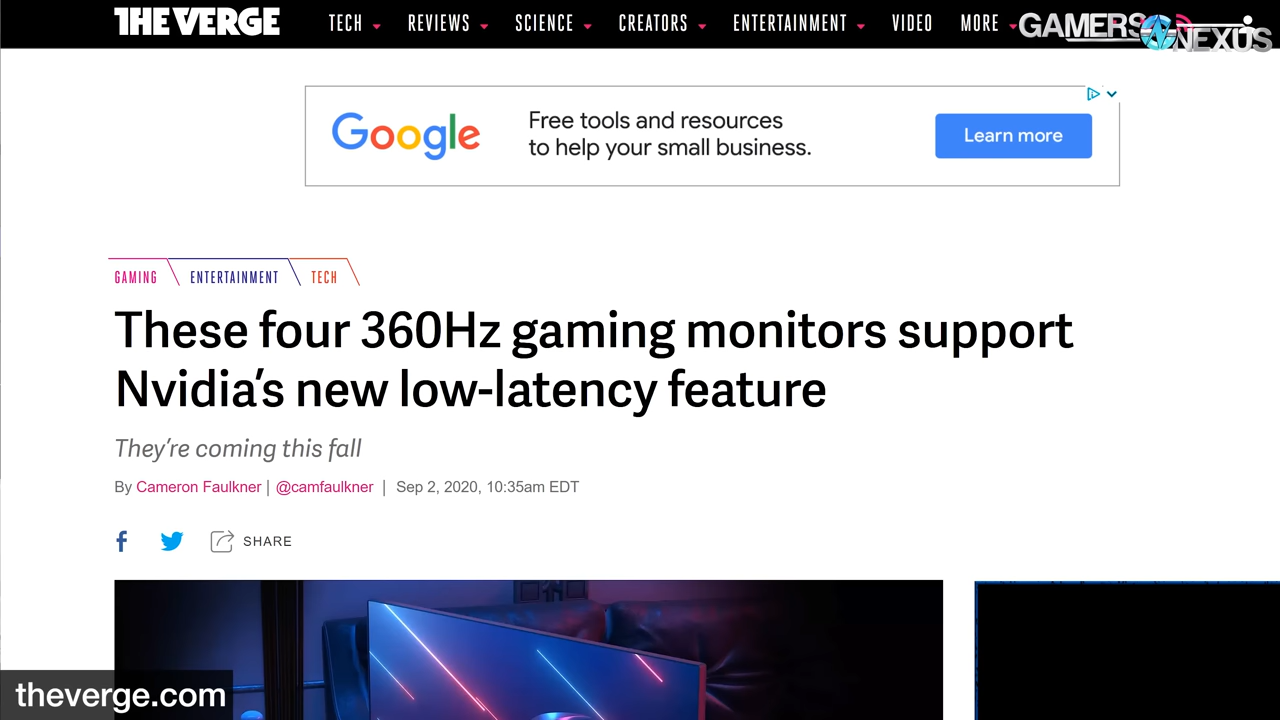 THE VERGE
TECH REVIEWS SCIENCE CREATORS ENTERTAINMENT VIDEO MORE
GAMERS NEXUS
Google
Free tools and resources
to help your small business.
Learn more
GAMING ENTERTAINMENT TECH
These four 360Hz gaming monitors support
Nvidia's new low-latency feature
They're coming this fall
By Cameron Faulkner | @camfaulkner | Sep 2, 2020, 10:35am EDT
SHARE
theverge.com